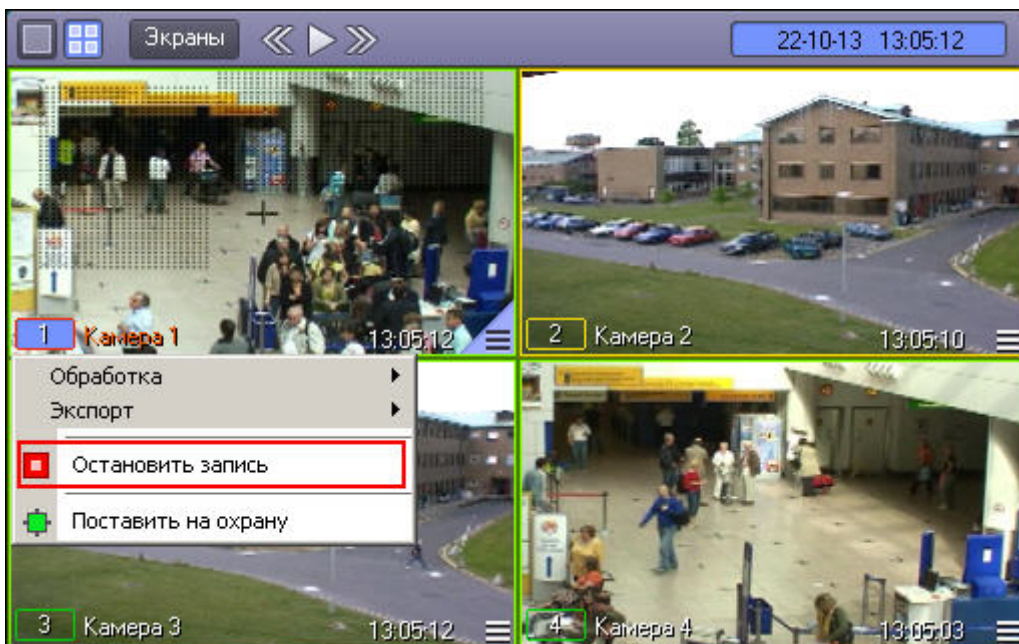 Экраны
22-10-13 13:05:12
1 Камера 1 13:05:12
2 Камера 2 13:05:10
Обработка
Экспорт
Остановить запись
Поставить на охрану
3 Камера 3 13:05:12
4 Камера 4 13:05:03